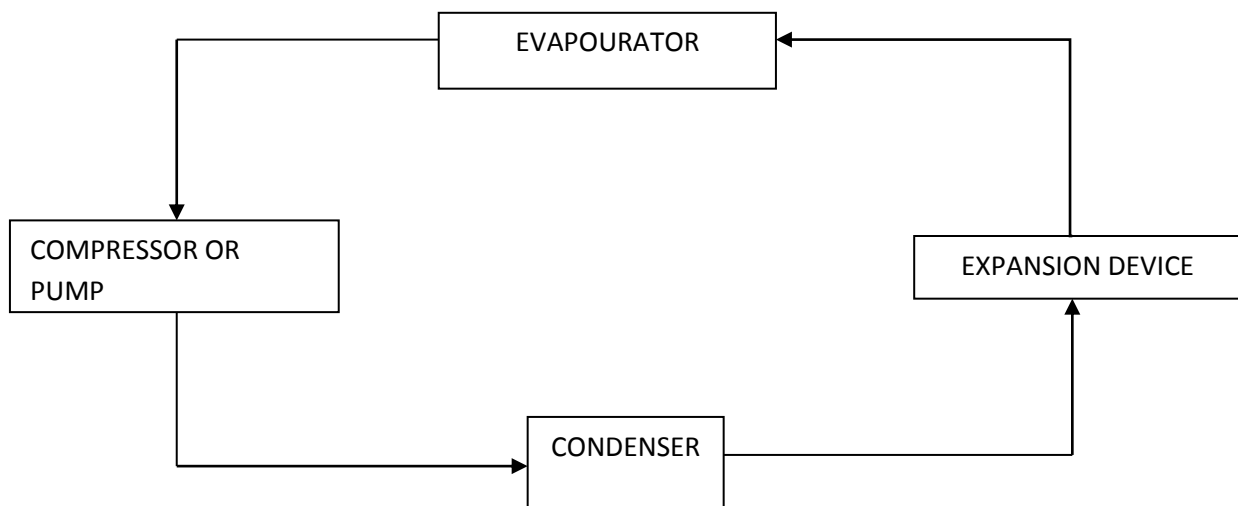 EVAPOURATOR
COMPRESSOR OR
PUMP
EXPANSION DEVICE
CONDENSER